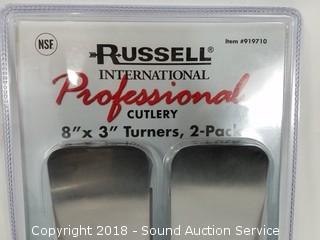 NSF
Item #919710
RUSSELL®
INTERNATIONAL
Professional
CUTLERY
8" x 3" Turners, 2-Pack
Copyright 2018 - Sound Auction Service